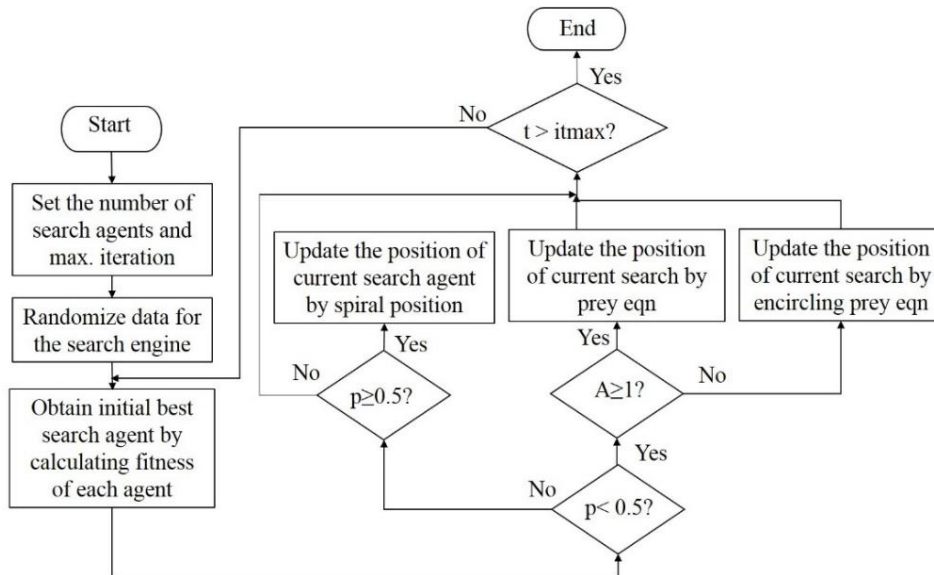 End
Yes
No
t > itmax?
Start
Set the number of
search agents and
max. iteration
Randomize data for
the search engine
Obtain initial best
search agent by
calculating fitness
of each agent
Update the position of
current search agent
by spiral position
Update the position
of current search by
prey eqn
Update the position
of current search by
encircling prey eqn
Yes
No
p≥0.5?
Yes
A≥1?
No
Yes
No
p< 0.5?